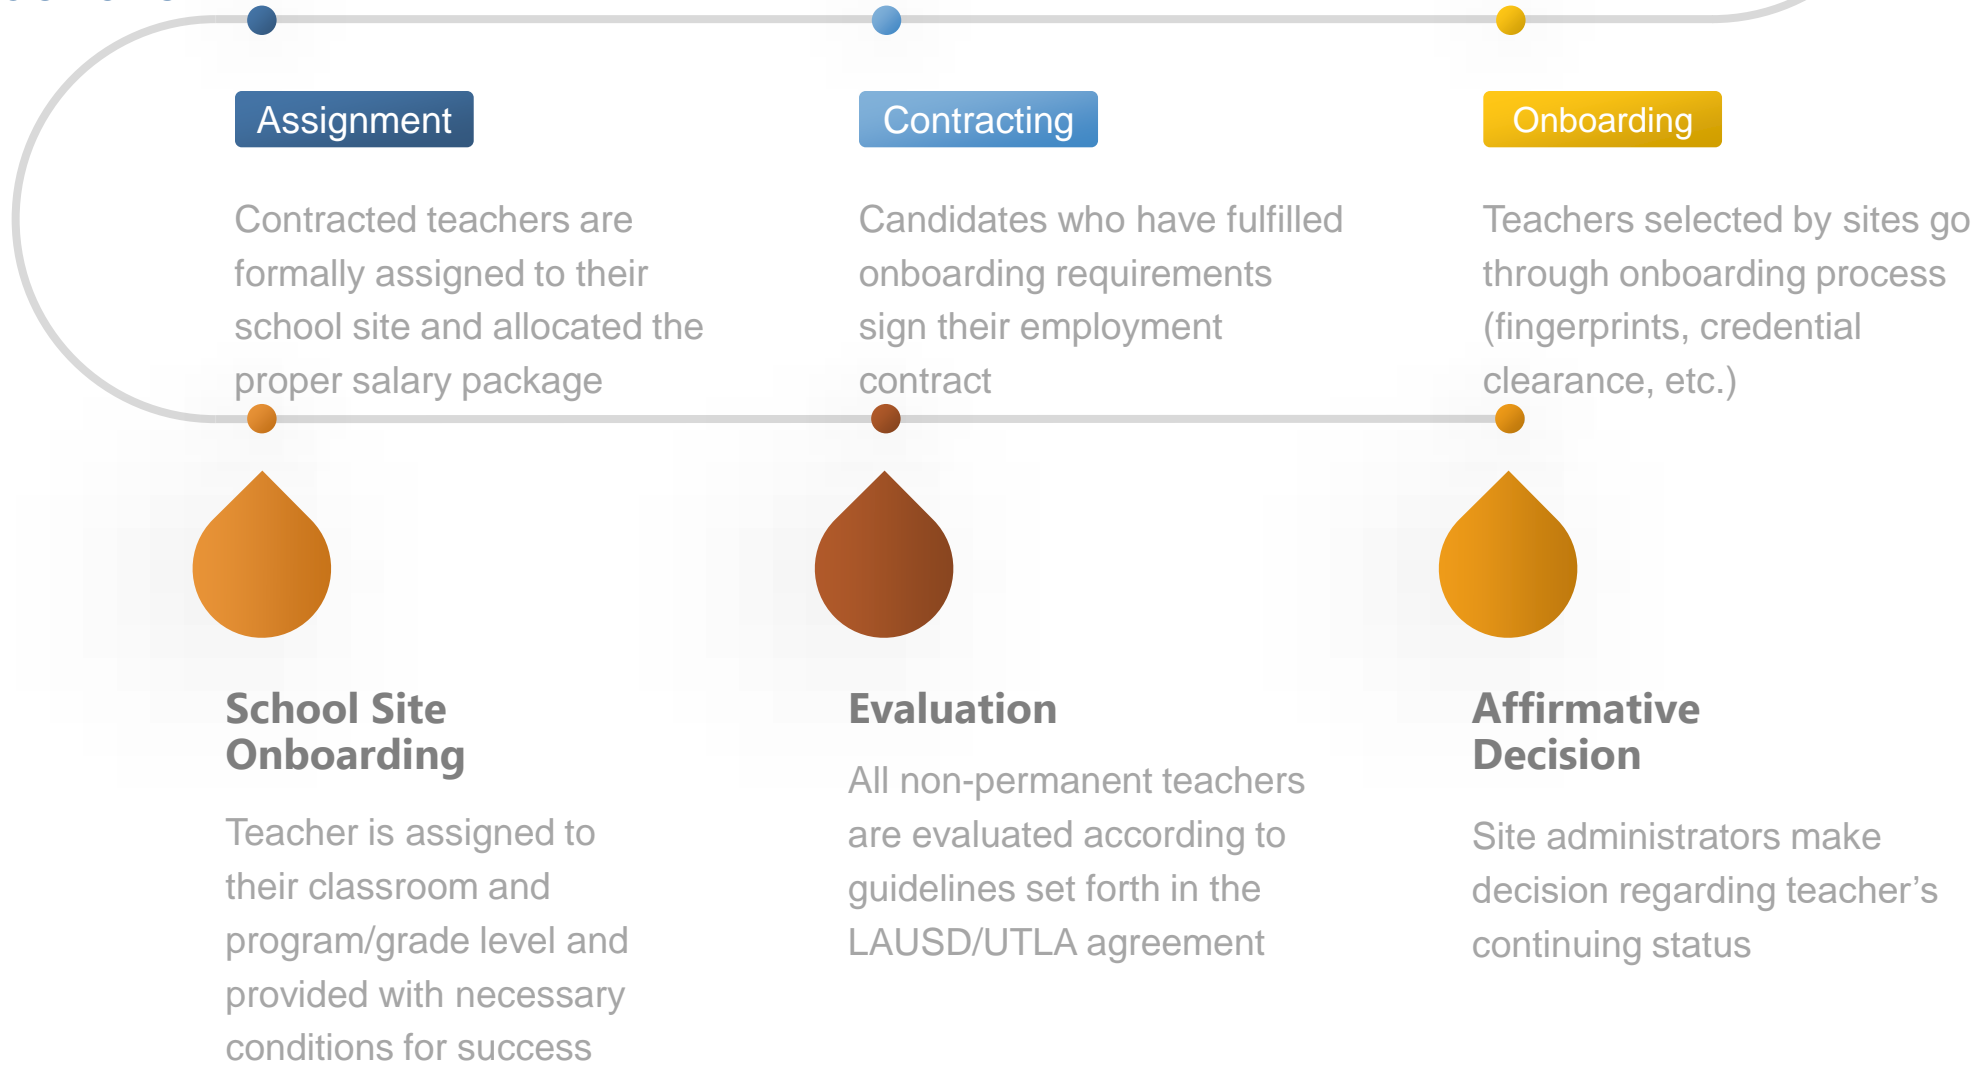 Assignment
Contracted teachers are
formally assigned to their
school site and allocated the
proper salary package
Contracting
Candidates who have fulfilled
onboarding requirements
sign their employment
contract
Onboarding
Teachers selected by sites go
through onboarding process
(fingerprints, credential
clearance, etc.)
School Site
Onboarding
Teacher is assigned to
their classroom and
program/grade level and
provided with necessary
conditions for success
Evaluation
All non-permanent teachers
are evaluated according to
guidelines set forth in the
LAUSD/UTLA agreement
Affirmative
Decision
Site administrators make
decision regarding teacher’s
continuing status